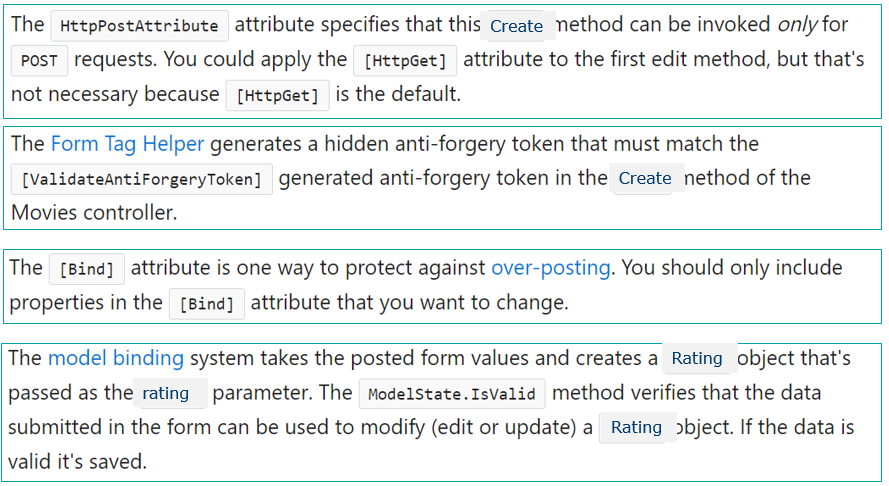 The HttpPostAttribute attribute specifies that this Create method can be invoked only for
POST requests. You could apply the [HttpGet] attribute to the first edit method, but that's
not necessary because [HttpGet] is the default.
The Form Tag Helper generates a hidden anti-forgery token that must match the
[ValidateAntiForgeryToken] generated anti-forgery token in the Create method of the
Movies controller.
The [Bind] attribute is one way to protect against over-posting. You should only include
properties in the [Bind] attribute that you want to change.
The model binding system takes the posted form values and creates a Rating object that's
passed as the rating parameter. The ModelState.IsValid method verifies that the data
submitted in the form can be used to modify (edit or update) a Rating object. If the data is
valid it's saved.